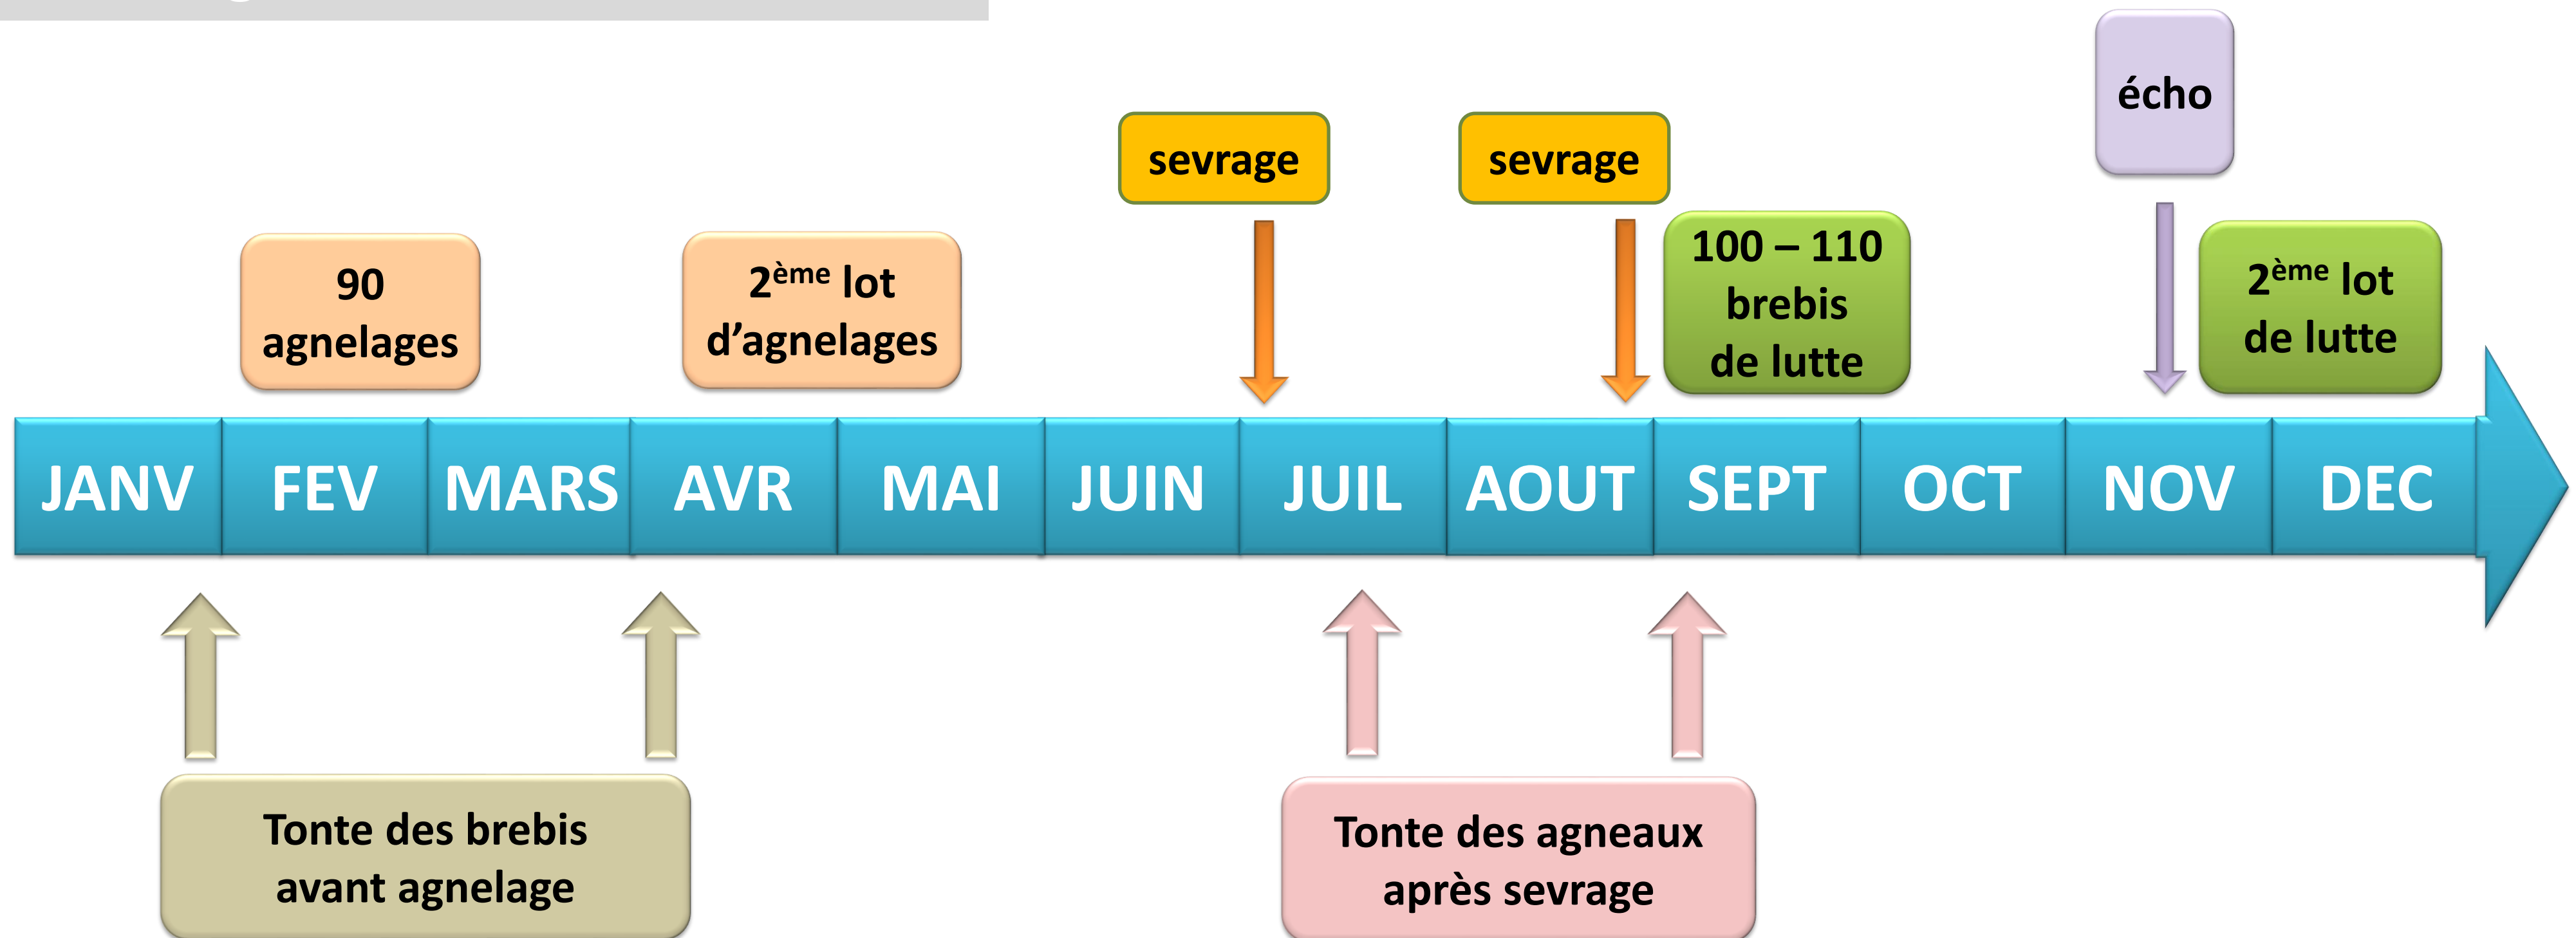 écho
sevrage
sevrage
90
agnelages
2ème lot
d’agnelages
100 – 110
brebis
de lutte
2ème lot
de lutte
JANV
FEV
MARS
AVR
MAI
JUIN
JUIL
AOUT
SEPT
OCT
NOV
DEC
Tonte des brebis
avant agnelage
Tonte des agneaux
après sevrage